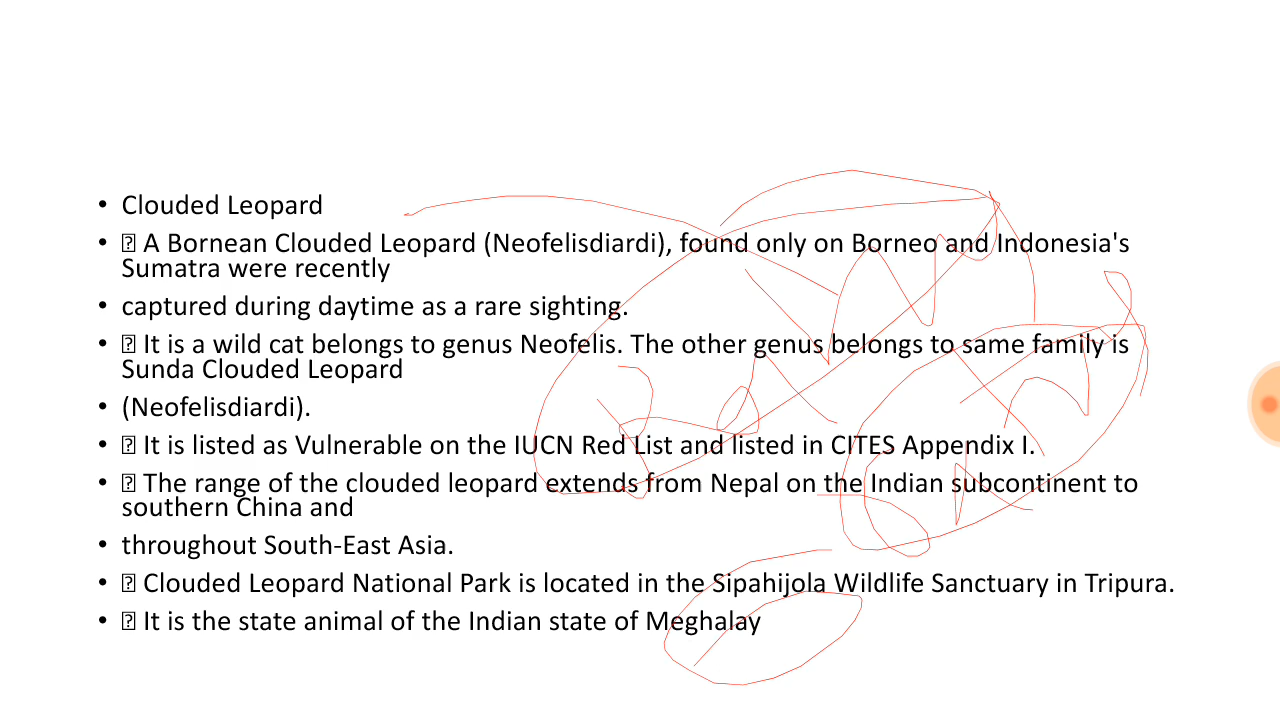 • Clouded Leopard
• A Bornean Clouded Leopard (Neofelisdiardi), found only on Borneo and Indonesia's
Sumatra were recently
• captured during daytime as a rare sighting.
• It is a wild cat belongs to genus Neofelis. The other genus belongs to same family is
Sunda Clouded Leopard
• (Neofelisdiardi).
• It is listed as Vulnerable on the IUCN Red List and listed in CITES Appendix I.
• The range of the clouded leopard extends from Nepal on the Indian subcontinent to
southern China and
• throughout South-East Asia.
• Clouded Leopard National Park is located in the Sipahijola Wildlife Sanctuary in Tripura.
• It is the state animal of the Indian state of Meghalay